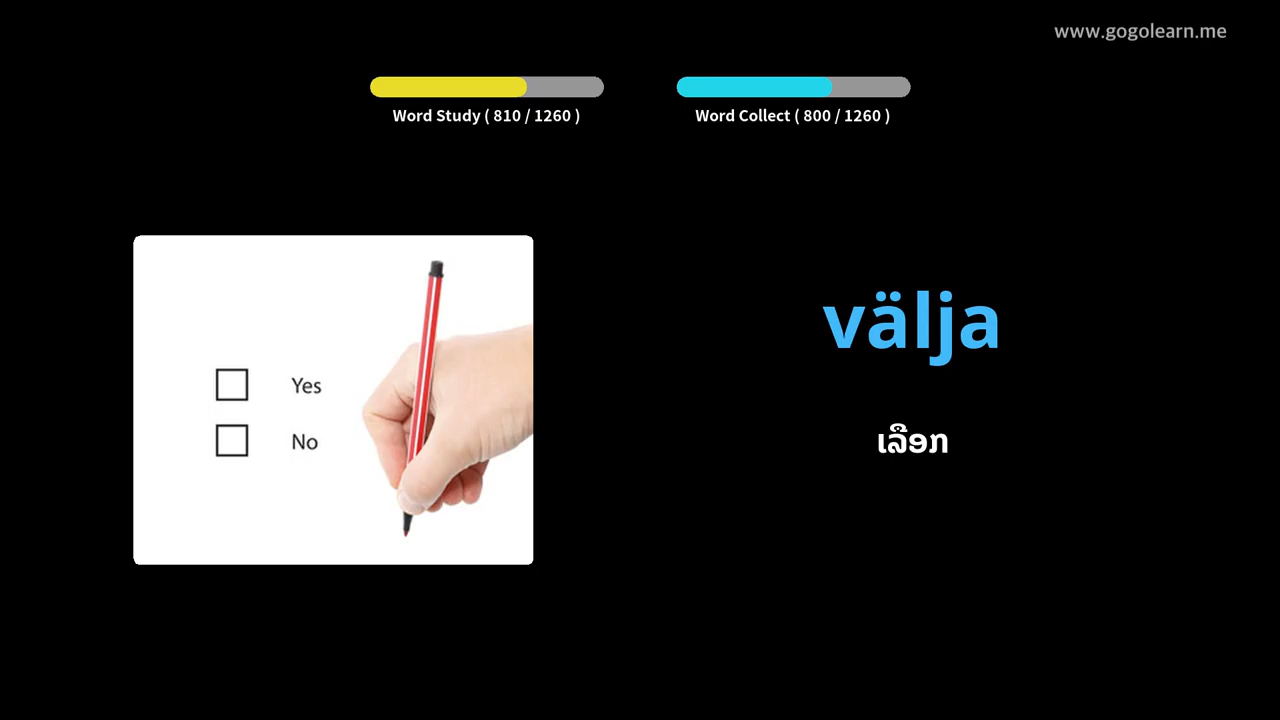 www.gogolearn.me
Word Study ( 810 / 1260 )
Word Collect ( 800 / 1260 )
Yes
No
välja
ເລືອກ